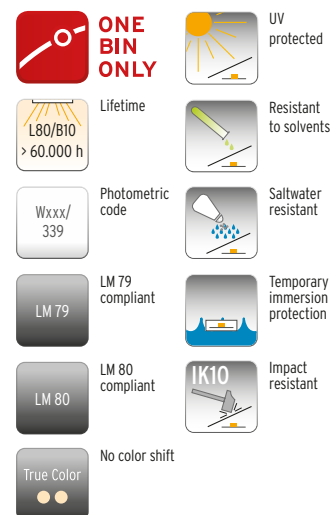 ONE
BIN
ONLY
L80/B10
> 60.000 h
Lifetime
Wxxx/
339
Photometric
code
LM 79
LM 79
compliant
LM 80
LM 80
compliant
True Color
No color shift
UV
protected
Resistant
to solvents
Saltwater
resistant
Temporary
immersion
protection
IK10
Impact
resistant